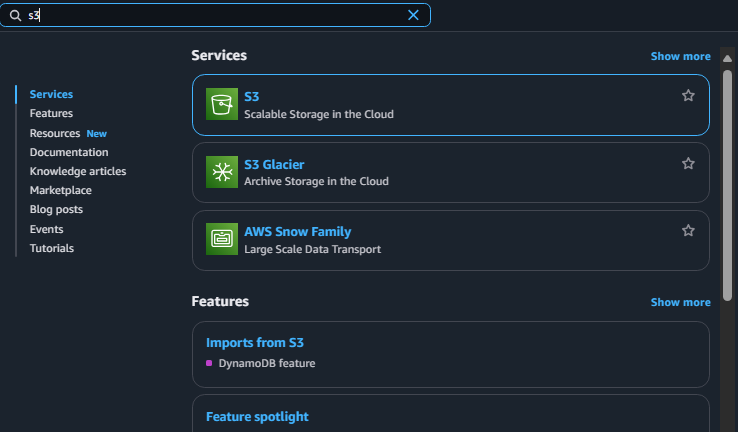 s3
Services
Features
Resources New
Documentation
Knowledge articles
Marketplace
Blog posts
Events
Tutorials
Services Show more
S3
Scalable Storage in the Cloud
S3 Glacier
Archive Storage in the Cloud
AWS Snow Family
Large Scale Data Transport
Features Show more
Imports from S3
DynamoDB feature
Feature spotlight